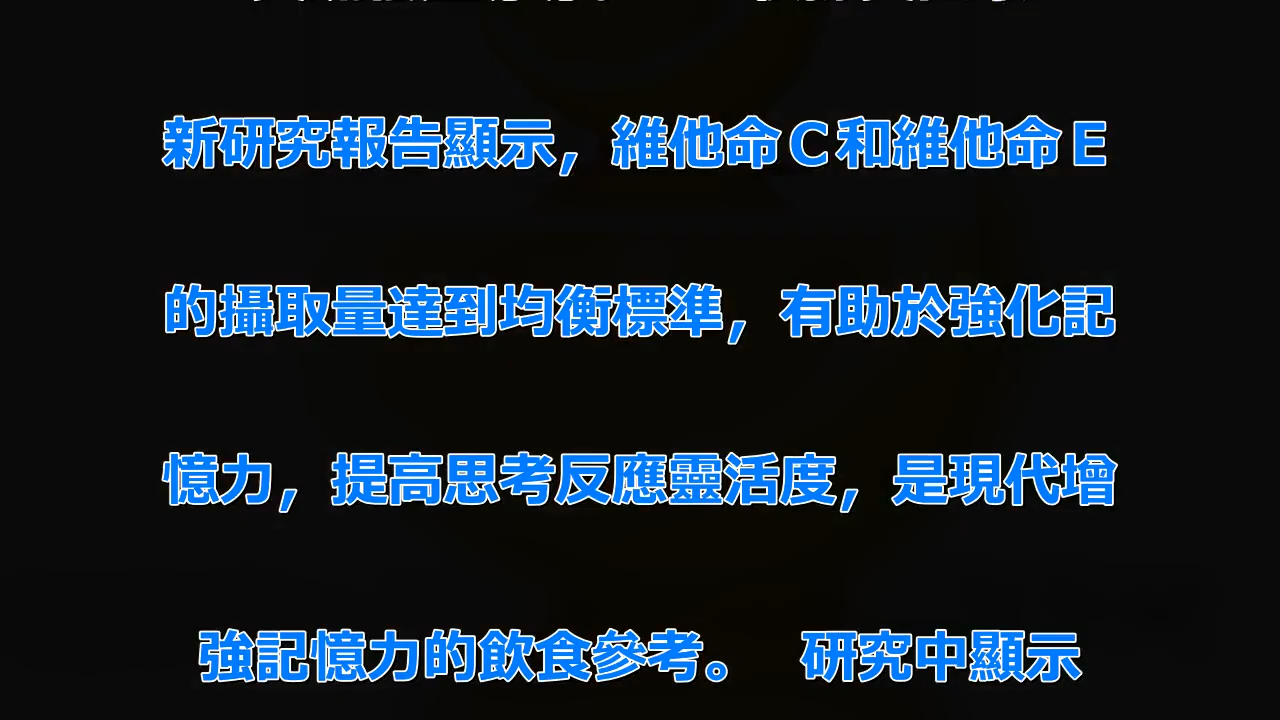 新研究報告顯示，維他命Ｃ和維他命Ｅ
的攝取量達到均衡標準，有助於強化記
憶力，提高思考反應靈活度，是現代增
強記憶力的飲食參考。　研究中顯示